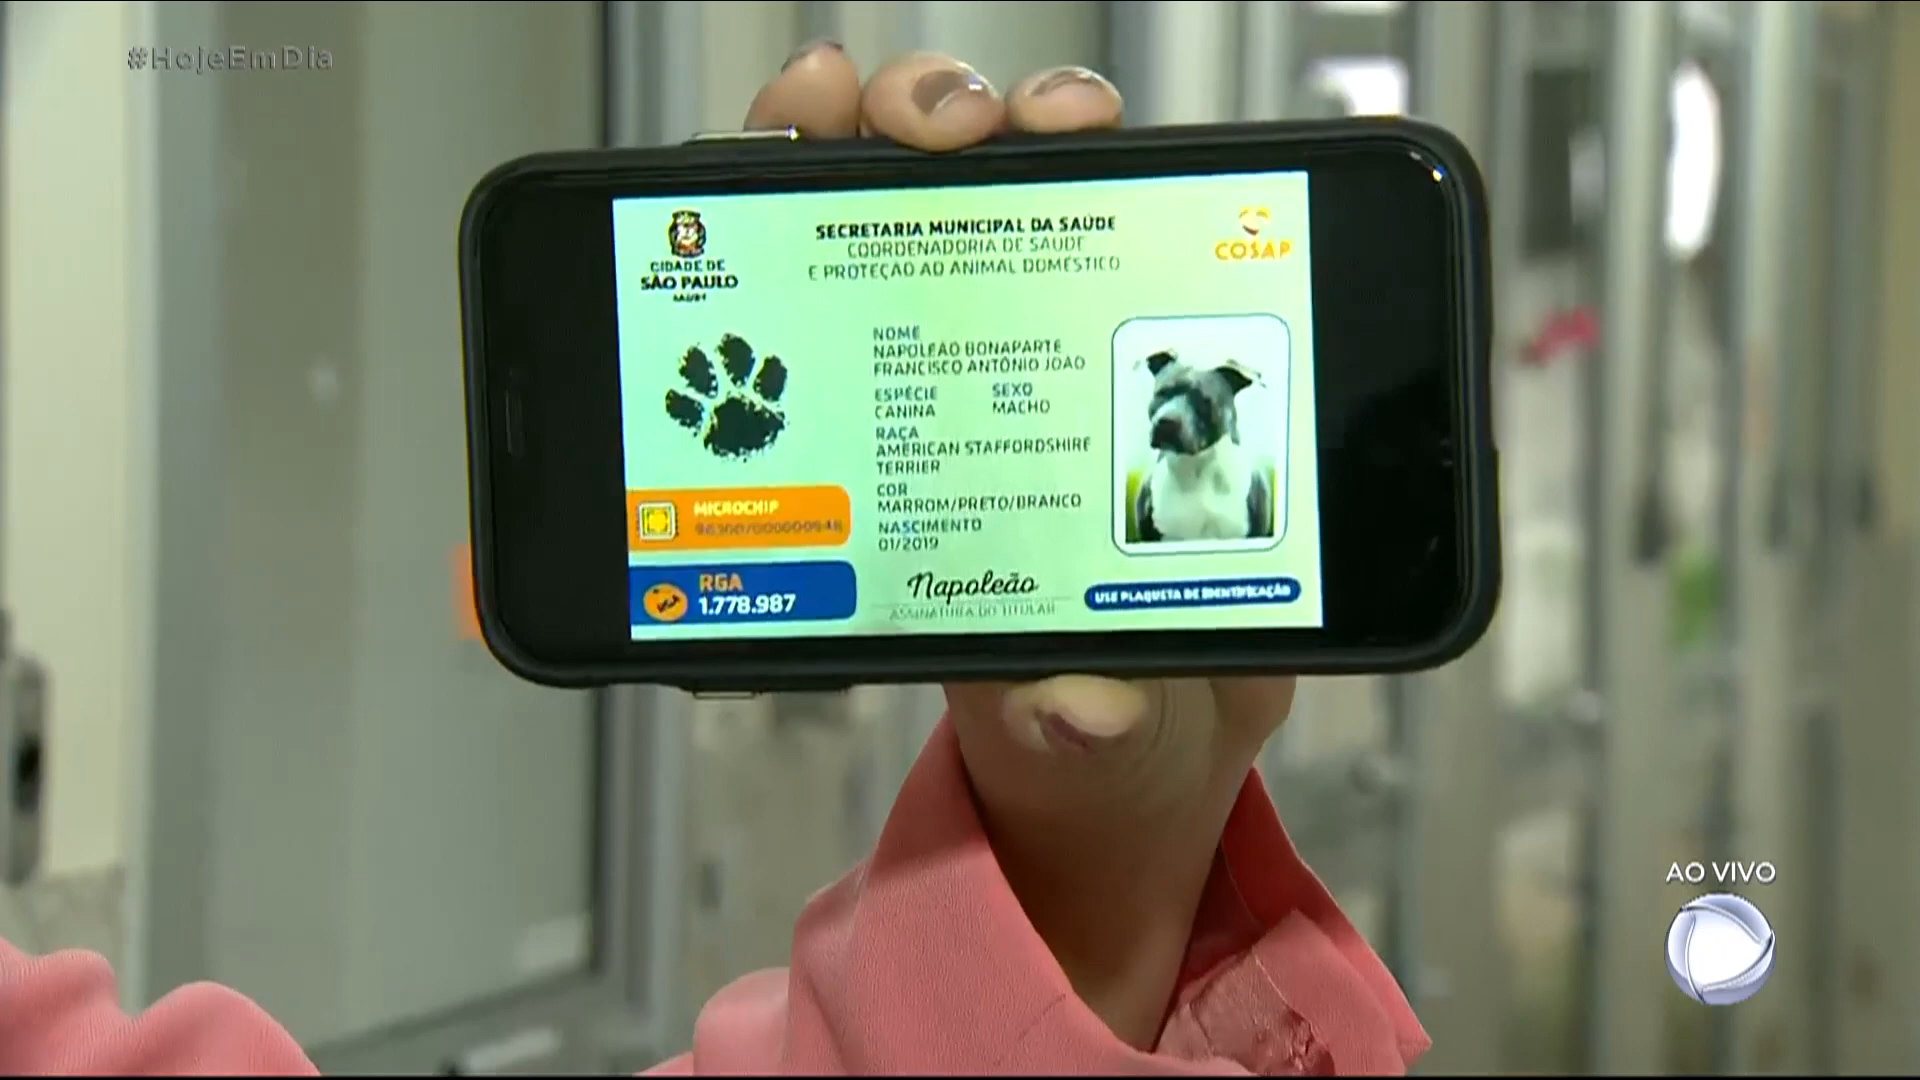 #HojeEmDia
CIDADE DE
SÃO PAULO
SAÚDE
SECRETARIA MUNICIPAL DA SAÚDE
COORDENADORIA DE SAÚDE
E PROTEÇÃO AO ANIMAL DOMÉSTICO
COSAP
NOME
NAPOLEÃO BONAPARTE
FRANCISCO ANTÔNIO JOÃO
ESPÉCIE SEXO
CANINA MACHO
RAÇA
AMERICAN STAFFORDSHIRE
TERRIER
COR
MARROM/PRETO/BRANCO
NASCIMENTO
01/2019
MICROCHIP
RGA
1.778.987
Napoleão
ASSINATURA DO TITULAR
USE PLAQUETA DE IDENTIFICAÇÃO
AO VIVO